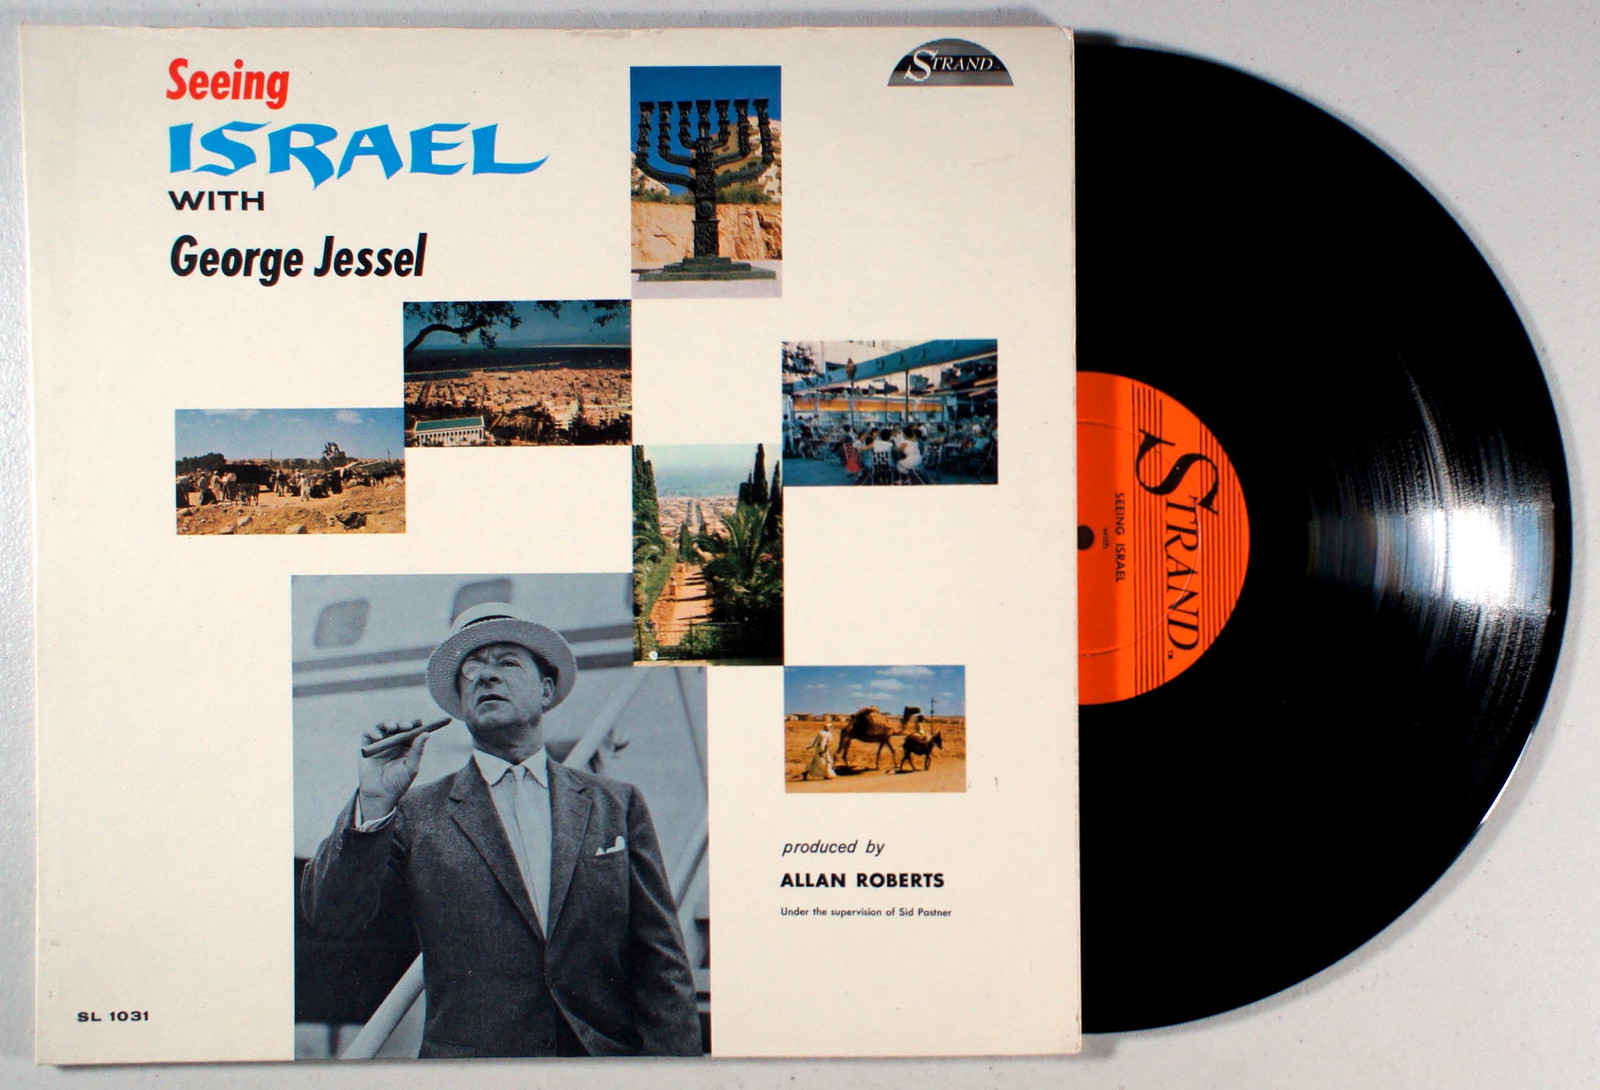 Seeing
ISRAEL
WITH
George Jessel
STRAND
produced by
ALLAN ROBERTS
Under the supervision of Sid Pastner
SL 1031
STRAND
TM
SEEING ISRAEL
with